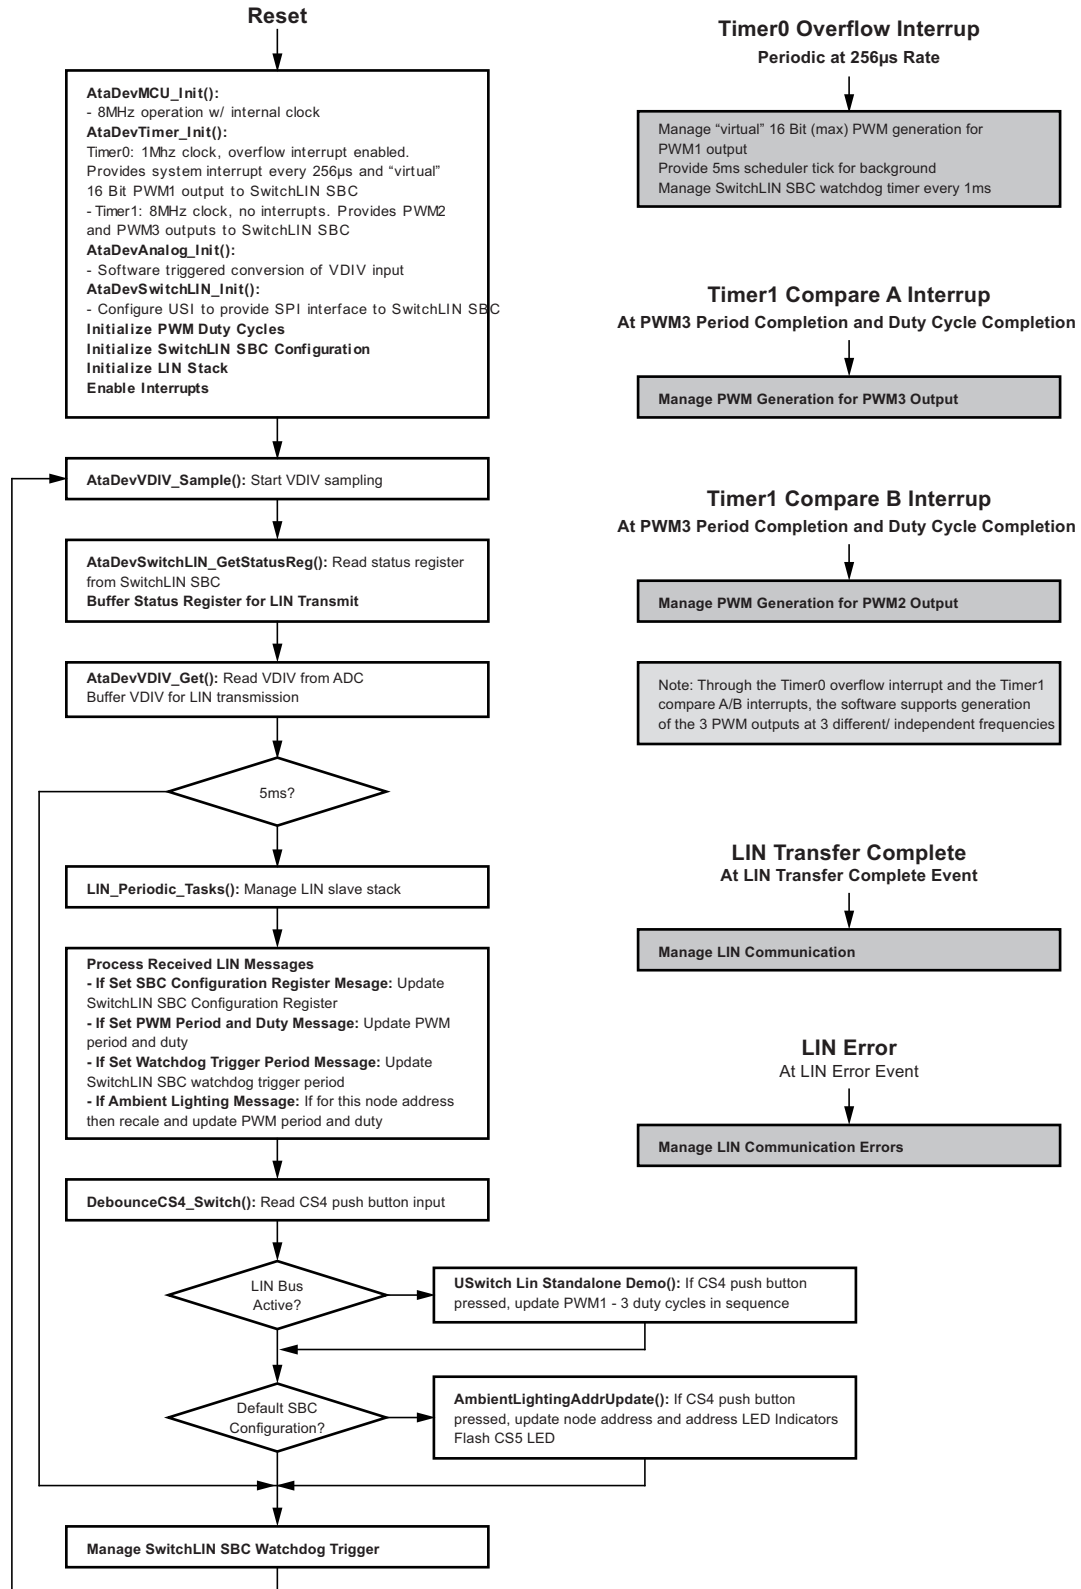 Reset
AtaDevMCU_Init():
- 8MHz operation w/ internal clock
AtaDevTimer_Init():
Timer0: 1Mhz clock, overflow interrupt enabled.
Provides system interrupt every 256µs and “virtual”
16 Bit PWM1 output to SwitchLIN SBC
- Timer1: 8MHz clock, no interrupts. Provides PWM2
and PWM3 outputs to SwitchLIN SBC
AtaDevAnalog_Init():
- Software triggered conversion of VDIV input
AtaDevSwitchLIN_Init():
- Configure USI to provide SPI interface to SwitchLIN SBC
Initialize PWM Duty Cycles
Initialize SwitchLIN SBC Configuration
Initialize LIN Stack
Enable Interrupts
AtaDevVDIV_Sample(): Start VDIV sampling
AtaDevSwitchLIN_GetStatusReg(): Read status register
from SwitchLIN SBC
Buffer Status Register for LIN Transmit
AtaDevVDIV_Get(): Read VDIV from ADC
Buffer VDIV for LIN transmission
5ms?
LIN_Periodic_Tasks(): Manage LIN slave stack
Process Received LIN Messages
- If Set SBC Configuration Register Mesage: Update
SwitchLIN SBC Configuration Register
- If Set PWM Period and Duty Message: Update PWM
period and duty
- If Set Watchdog Trigger Period Message: Update
SwitchLIN SBC watchdog trigger period
- If Ambient Lighting Message: If for this node address
then recale and update PWM period and duty
DebounceCS4_Switch(): Read CS4 push button input
LIN Bus
Active?
USwitch Lin Standalone Demo(): If CS4 push button
pressed, update PWM1 - 3 duty cycles in sequence
Default SBC
Configuration?
AmbientLightingAddrUpdate(): If CS4 push button
pressed, update node address and address LED Indicators
Flash CS5 LED
Manage SwitchLIN SBC Watchdog Trigger
Timer0 Overflow Interrup
Periodic at 256µs Rate
Manage “virtual” 16 Bit (max) PWM generation for
PWM1 output
Provide 5ms scheduler tick for background
Manage SwitchLIN SBC watchdog timer every 1ms
Timer1 Compare A Interrup
At PWM3 Period Completion and Duty Cycle Completion
Manage PWM Generation for PWM3 Output
Timer1 Compare B Interrup
At PWM3 Period Completion and Duty Cycle Completion
Manage PWM Generation for PWM2 Output
Note: Through the Timer0 overflow interrupt and the Timer1
compare A/B interrupts, the software supports generation
of the 3 PWM outputs at 3 different/ independent frequencies
LIN Transfer Complete
At LIN Transfer Complete Event
Manage LIN Communication
LIN Error
At LIN Error Event
Manage LIN Communication Errors